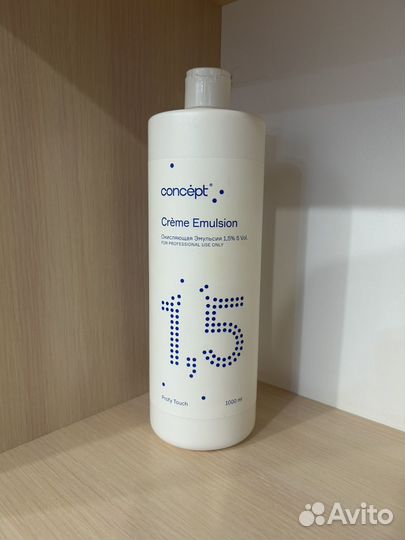 concépt
Crème Emulsion
Окисляющая Эмульсия 1,5% 5 Vol.
FOR PROFESSIONAL USE ONLY
1,5
Profy Touch 1000 ml
Avito